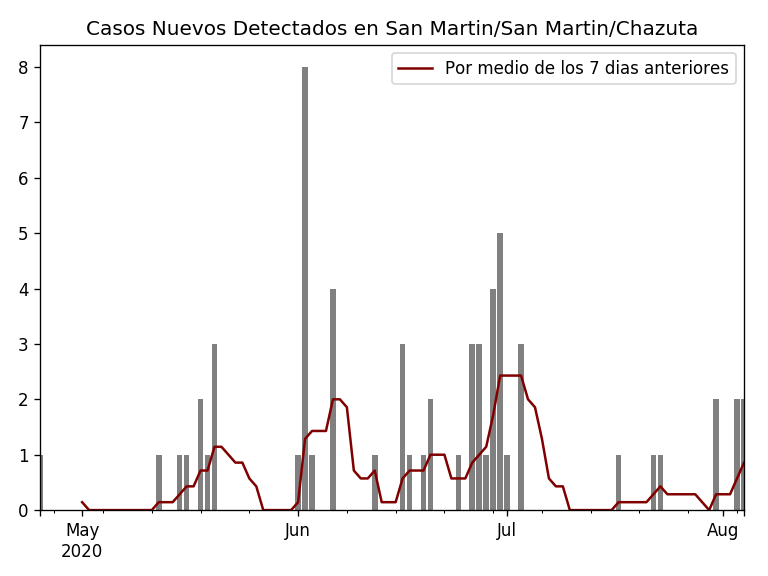 Casos Nuevos Detectados en San Martin/San Martin/Chazuta
Por medio de los 7 dias anteriores
8
7
6
5
4
3
2
1
0
May
2020
Jun
Jul
Aug